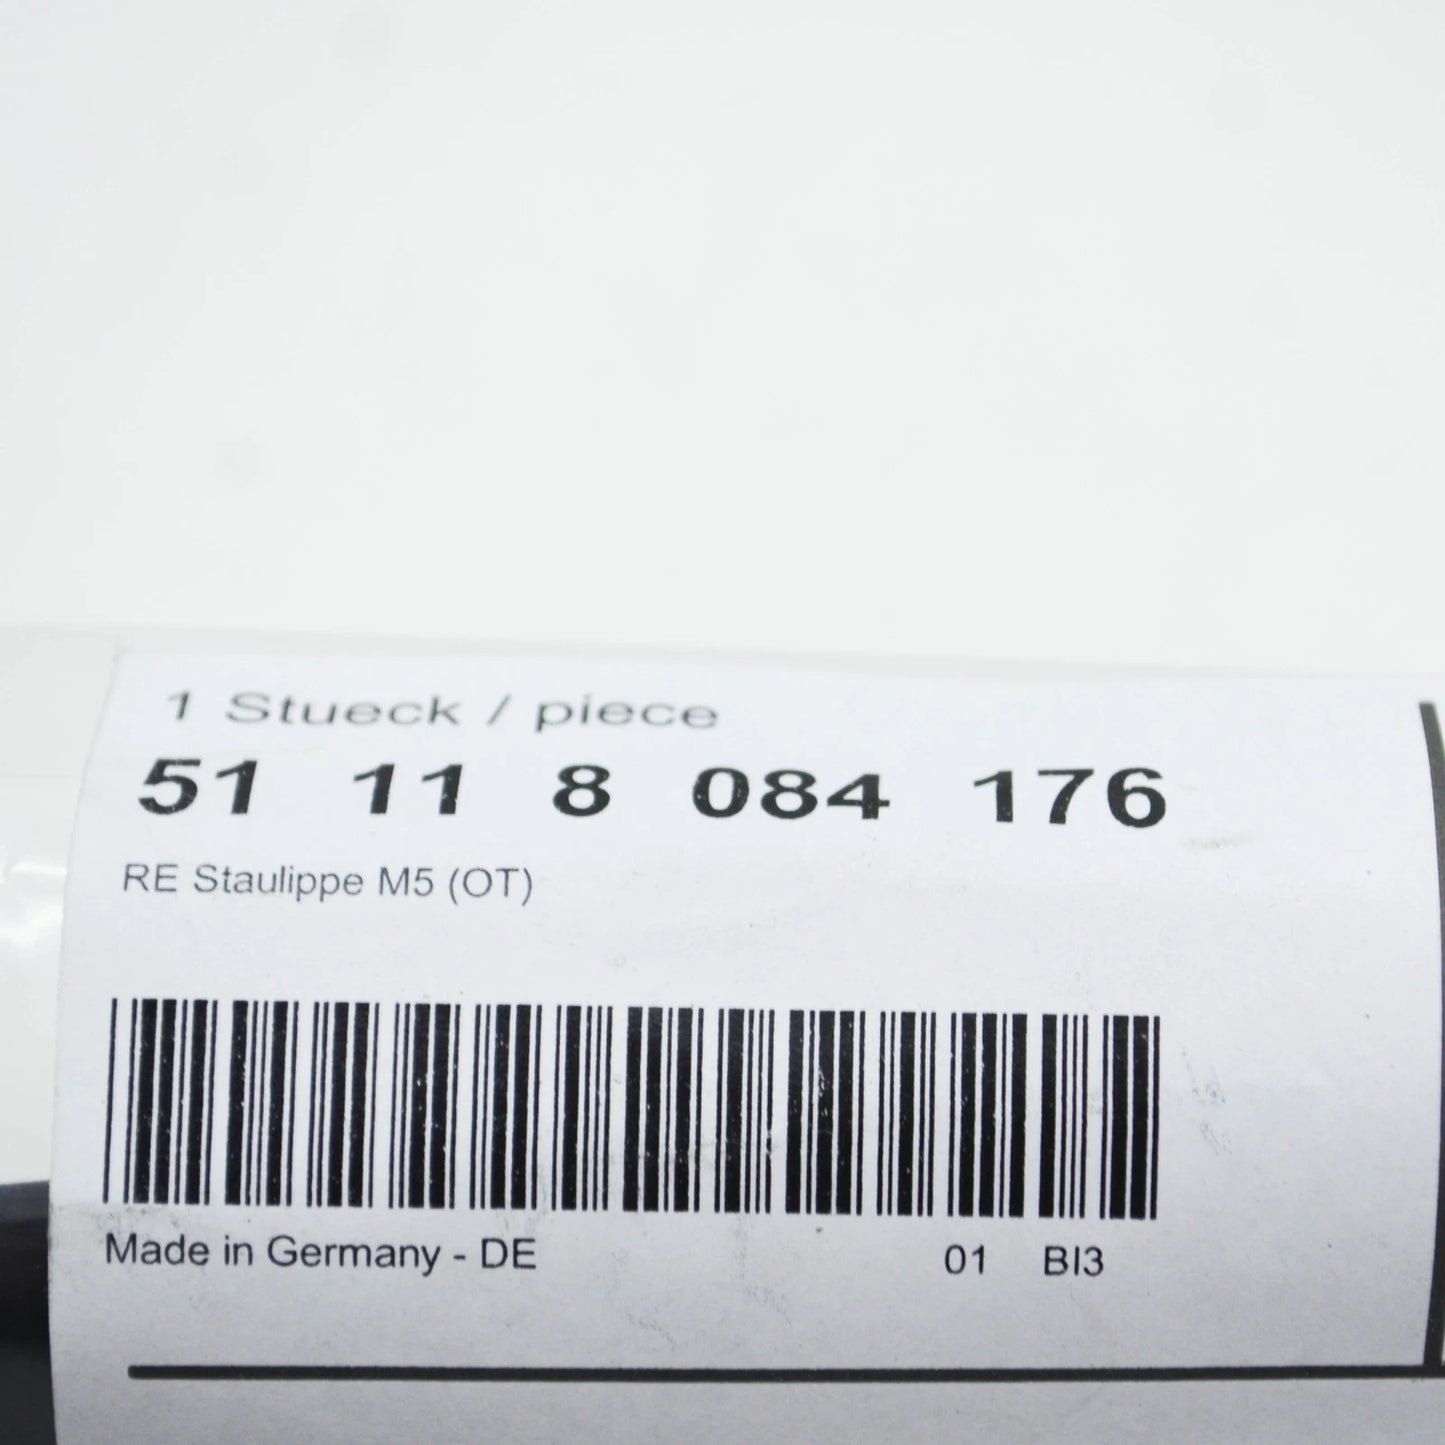 1 Stueck / piece
51 11 8 084 176
RE Staulippe M5 (OT)
Made in Germany - DE 01 BI3